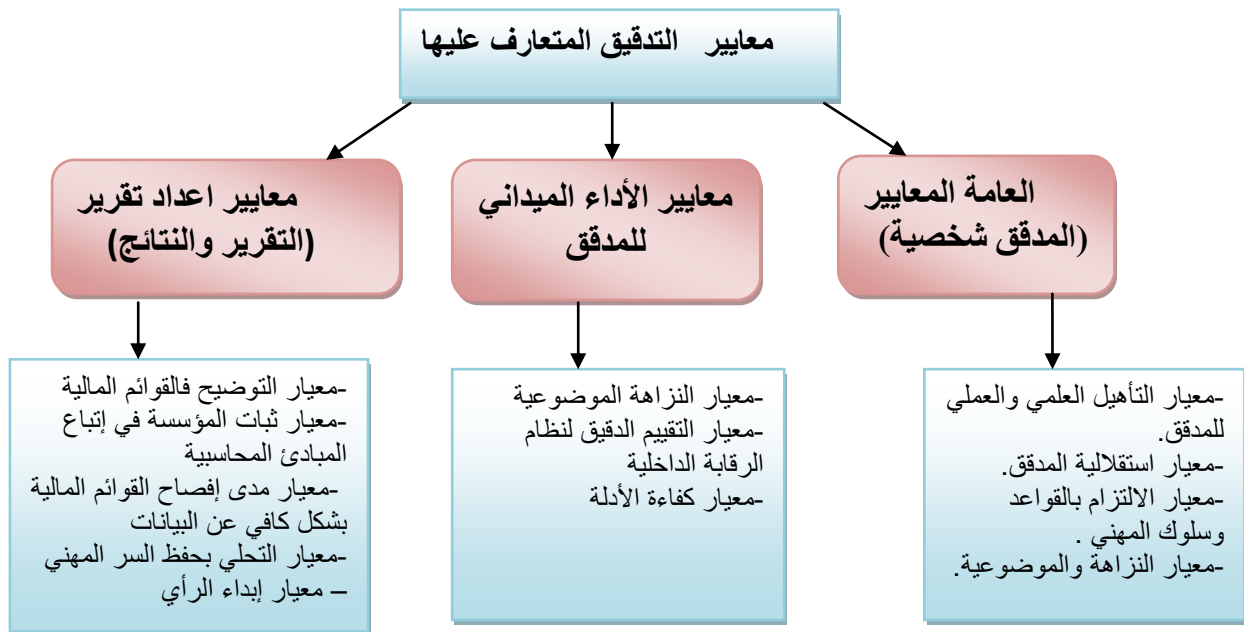 معايير التدقيق المتعارف عليها
العامة المعايير
(المدقق شخصية)
معايير الأداء الميداني
للمدقق
معايير اعداد تقرير
(التقرير والنتائج)
-معيار التأهيل العلمي والعملي
للمدقق.
-معيار استقلالية المدقق.
-معيار الالتزام بالقواعد
وسلوك المهني .
-معيار النزاهة والموضوعية.
-معيار النزاهة الموضوعية
-معيار التقييم الدقيق لنظام
الرقابة الداخلية
-معيار كفاءة الأدلة
-معيار التوضيح فالقوائم المالية
-معيار ثبات المؤسسة في إتباع
المبادئ المحاسبية
-معيار مدى إفصاح القوائم المالية
بشكل كافي عن البيانات
-معيار التحلي بحفظ السر المهني
– معيار إبداء الرأي